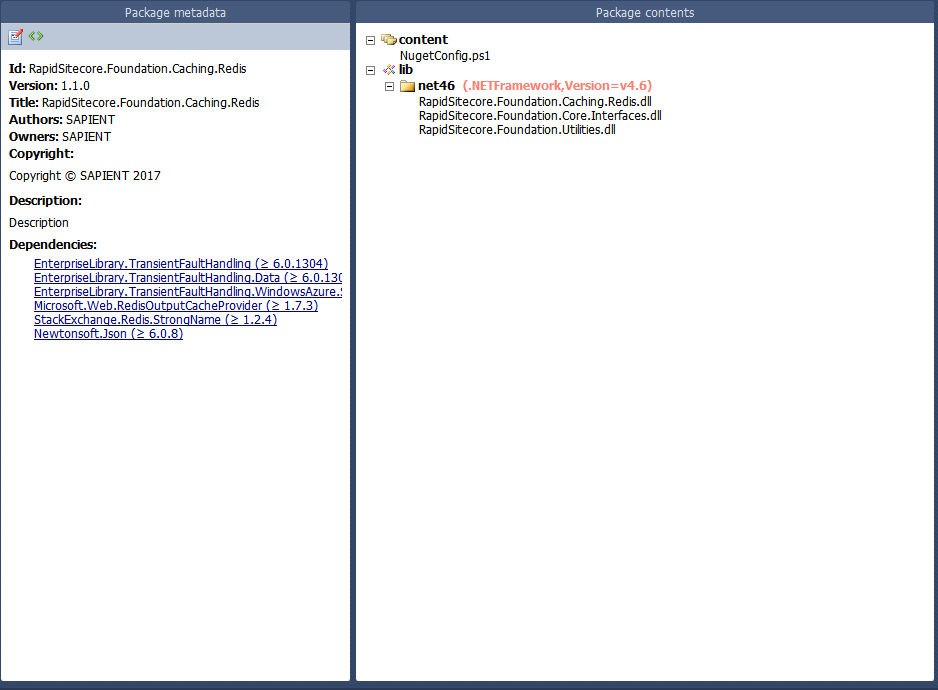 Package metadata
Id: RapidSitecore.Foundation.Caching.Redis
Version: 1.1.0
Title: RapidSitecore.Foundation.Caching.Redis
Authors: SAPIENT
Owners: SAPIENT
Copyright:
Copyright © SAPIENT 2017
Description:
Description
Dependencies:
EnterpriseLibrary.TransientFaultHandling (≥ 6.0.1304)
EnterpriseLibrary.TransientFaultHandling.Data (≥ 6.0.130
EnterpriseLibrary.TransientFaultHandling.WindowsAzure.
Microsoft.Web.RedisOutputCacheProvider (≥ 1.7.3)
StackExchange.Redis.StrongName (≥ 1.2.4)
Newtonsoft.Json (≥ 6.0.8)
Package contents
content
NugetConfig.ps1
lib
net46 (.NETFramework,Version=v4.6)
RapidSitecore.Foundation.Caching.Redis.dll
RapidSitecore.Foundation.Core.Interfaces.dll
RapidSitecore.Foundation.Utilities.dll